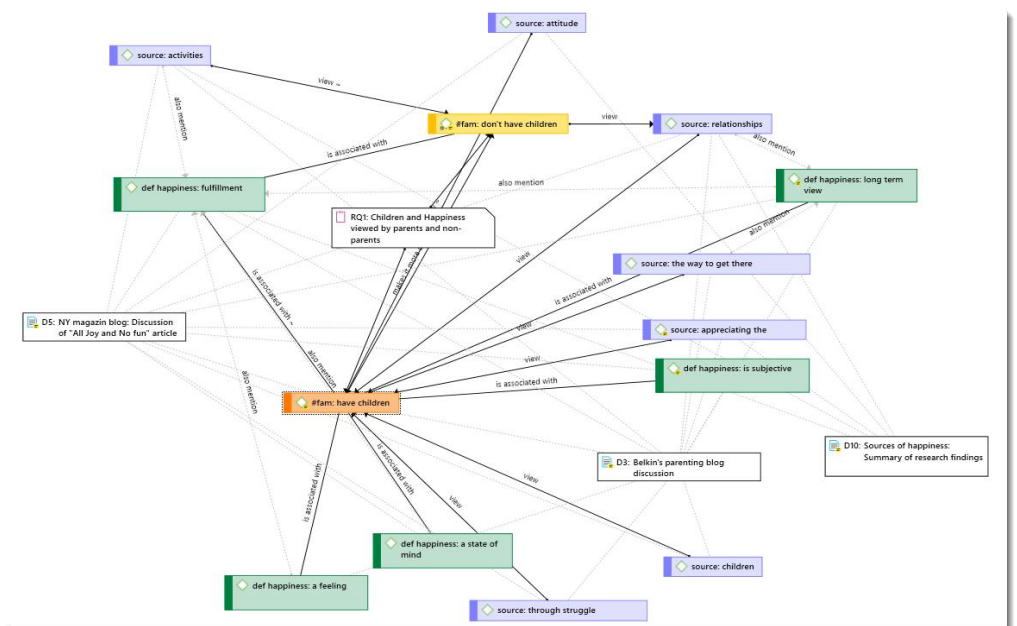 source: attitude
source: activities
view ~
also mention
#fam: don't have children
view
source: relationships
is associated with
also mention
def happiness: fulfillment
also mention
def happiness: long term
view
RQ1: Children and Happiness
viewed by parents and non-
parents
also mention
view
source: the way to get there
makes it more
is associated with
is associated with ~
D5: NY magazin blog: Discussion
of "All Joy and No fun" article
view
source: appreciating the
view
def happiness: is subjective
also mention
also mention
is associated with
#fam: have children
D10: Sources of happiness:
Summary of research findings
D3: Belkin's parenting blog
discussion
is associated with
is associated with
view
view
def happiness: a state of
mind
source: children
def happiness: a feeling
source: through struggle